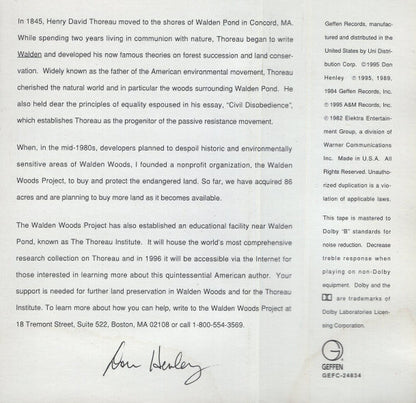 In 1845, Henry David Thoreau moved to the shores of Walden Pond in Concord, MA.
While spending two years living in communion with nature, Thoreau began to write
Walden and developed his now famous theories on forest succession and land conser-
vation. Widely known as the father of the American environmental movement, Thoreau
cherished the natural world and in particular the woods surrounding Walden Pond. He
also held dear the principles of equality espoused in his essay, "Civil Disobedience",
which establishes Thoreau as the progenitor of the passive resistance movement.
When, in the mid-1980s, developers planned to despoil historic and environmentally
sensitive areas of Walden Woods, I founded a nonprofit organization, the Walden
Woods Project, to buy and protect the endangered land. So far, we have acquired 86
acres and are planning to buy more land as it becomes available.
The Walden Woods Project has also established an educational facility near Walden
Pond, known as The Thoreau Institute. It will house the world's most comprehensive
research collection on Thoreau and in 1996 it will be accessible via the Internet for
those interested in learning more about this quintessential American author. Your
support is needed for further land preservation in Walden Woods and for the Thoreau
Institute. To learn more about how you can help, write to the Walden Woods Project at
18 Tremont Street, Suite 522, Boston, MA 02108 or call 1-800-554-3569.
Don Henley
Geffen Records, manufac-
tured and distributed in the
United States by Uni Distri-
bution Corp. ©1995 Don
Henley ℗1995, 1989,
1984 Geffen Records, Inc.
℗1995 A&M Records, Inc.
℗1982 Elektra Entertain-
ment Group, a division of
Warner Communications
Inc. Made in U.S.A. All
Rights Reserved. Unautho-
rized duplication is a vio-
lation of applicable laws.
This tape is mastered to
Dolby "B" standards for
noise reduction. Decrease
treble response when
playing on non-Dolby
equipment. Dolby and the
are trademarks of
Dolby Laboratories Licen-
sing Corporation.
GEFFEN
GEFC-24834